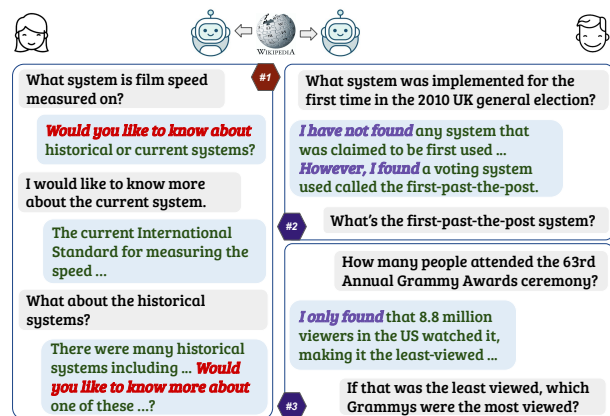 WIKIPEDIA
#1
What system is film speed
measured on?
Would you like to know about
historical or current systems?
I would like to know more
about the current system.
The current International
Standard for measuring the
speed ...
What about the historical
systems?
There were many historical
systems including ... Would
you like to know more about
one of these ...?
What system was implemented for the
first time in the 2010 UK general election?
I have not found any system that
was claimed to be first used ...
However, I found a voting system
used called the first-past-the-post.
#2
What's the first-past-the-post system?
How many people attended the 63rd
Annual Grammy Awards ceremony?
I only found that 8.8 million
viewers in the US watched it,
making it the least-viewed ...
#3
If that was the least viewed, which
Grammys were the most viewed?